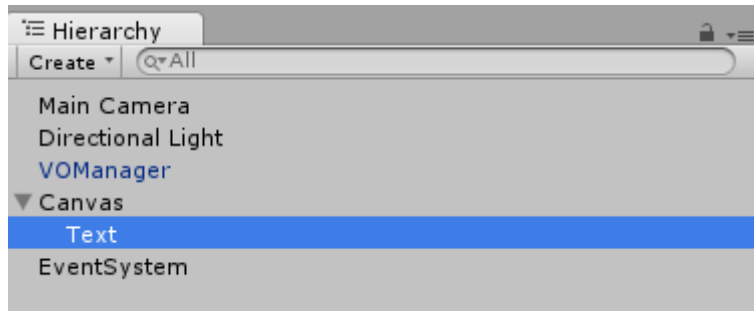 Hierarchy
Create All
Main Camera
Directional Light
VOManager
Canvas
Text
EventSystem